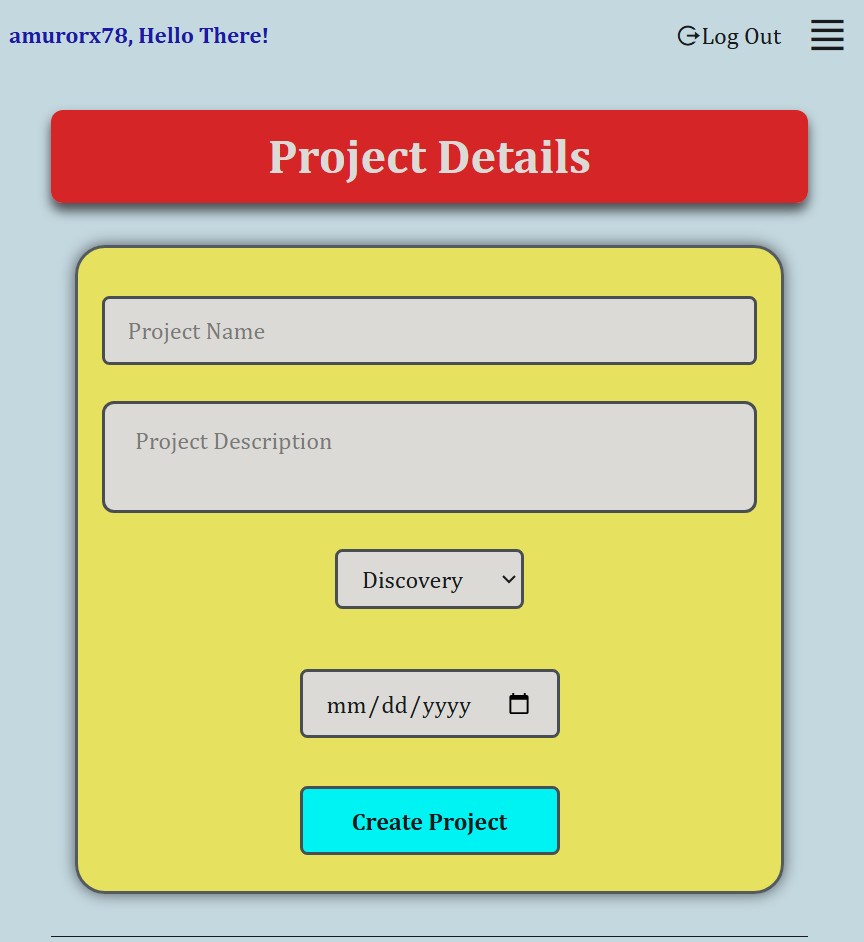 amurorx78, Hello There!
Log Out
Project Details
Project Name
Project Description
Discovery
mm/dd/yyyy
Create Project